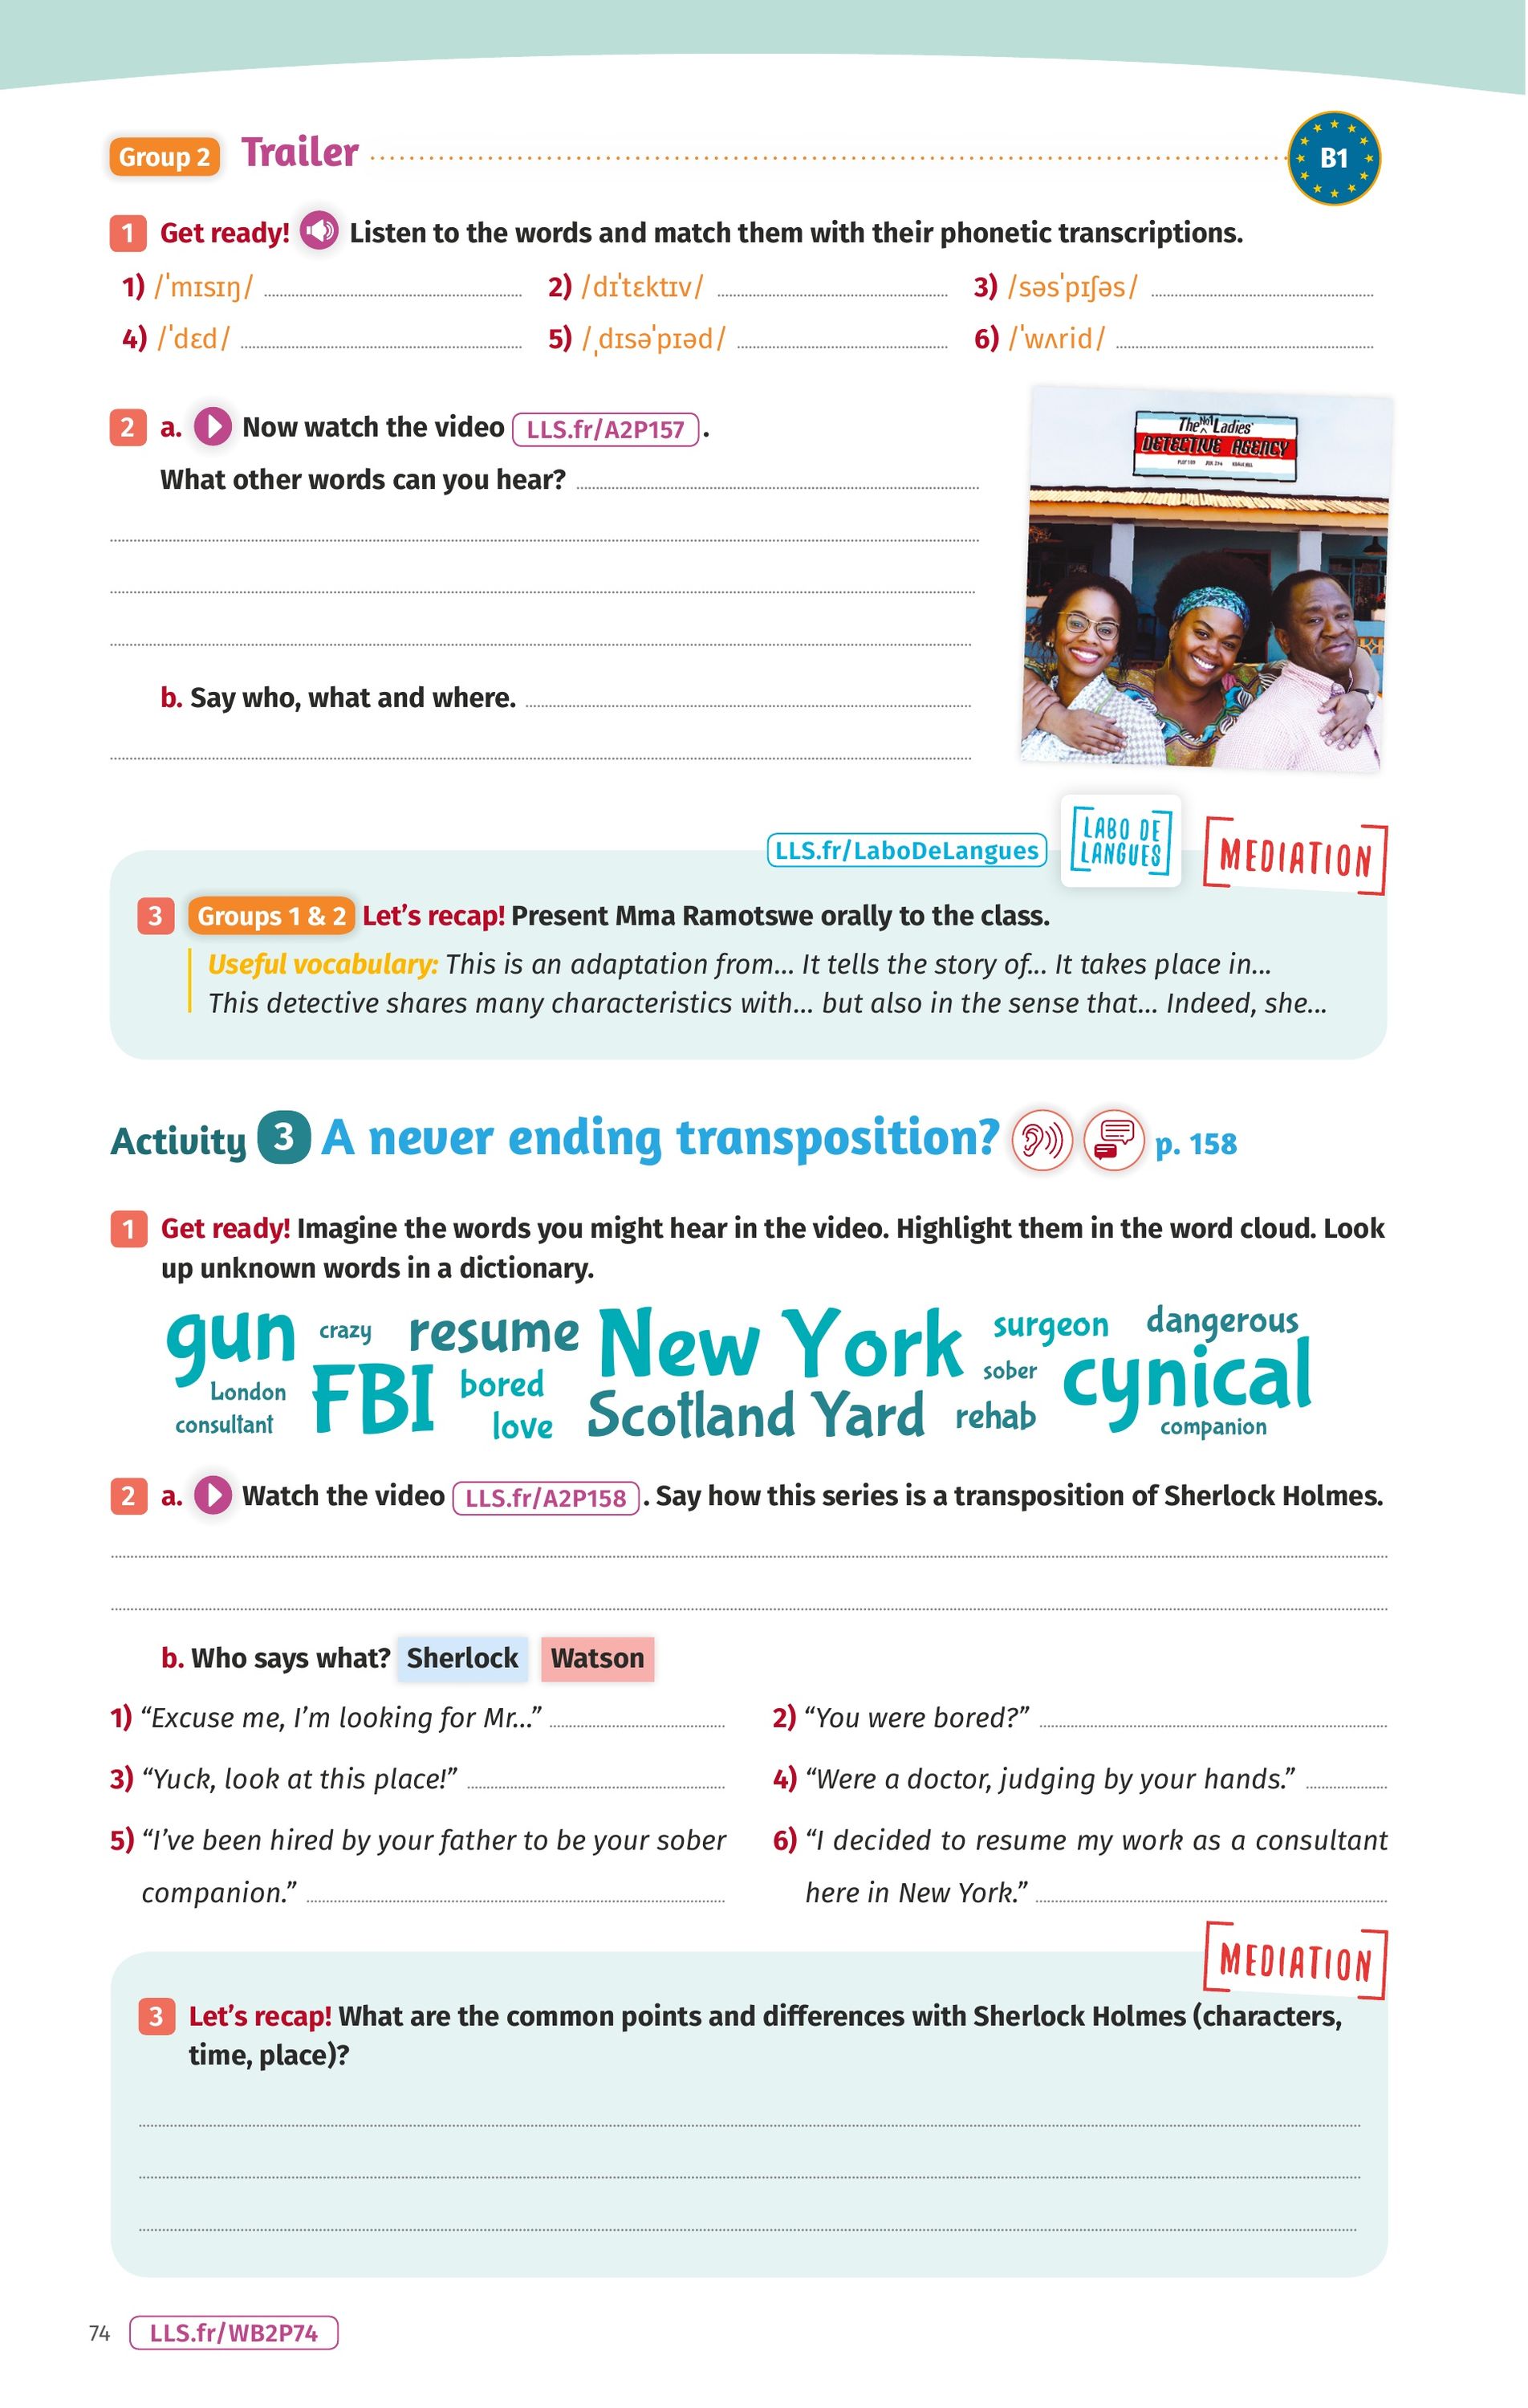 Group 2 Trailer B1
1 Get ready! Listen to the words and match them with their phonetic transcriptions.
1) /ˈmɪsɪŋ/ 2) /dɪˈtɛktɪv/ 3) /səsˈpɪʃəs/
4) /ˈdɛd/ 5) /ˌdɪsəˈpɪəd/ 6) /ˈwʌrid/
2 a. Now watch the video LLS.fr/A2P157 .
What other words can you hear?
The No1 Ladies'
DETECTIVE AGENCY
b. Say who, what and where.
LLS.fr/LaboDeLangues
LABO DE
LANGUES
MEDIATION
3 Groups 1 & 2 Let's recap! Present Mma Ramotswe orally to the class.
Useful vocabulary: This is an adaptation from... It tells the story of... It takes place in...
This detective shares many characteristics with... but also in the sense that... Indeed, she...
Activity 3 A never ending transposition? p. 158
1 Get ready! Imagine the words you might hear in the video. Highlight them in the word cloud. Look
up unknown words in a dictionary.
gun crazy resume New York surgeon dangerous
London FBI bored sober cynical
consultant love Scotland Yard rehab companion
2 a. Watch the video LLS.fr/A2P158 . Say how this series is a transposition of Sherlock Holmes.
b. Who says what? Sherlock Watson
1) “Excuse me, I'm looking for Mr...” 2) “You were bored?”
3) “Yuck, look at this place!” 4) “Were a doctor, judging by your hands.”
5) “I've been hired by your father to be your sober
companion.”
6) “I decided to resume my work as a consultant
here in New York.”
MEDIATION
3 Let's recap! What are the common points and differences with Sherlock Holmes (characters,
time, place)?
74 LLS.fr/WB2P74